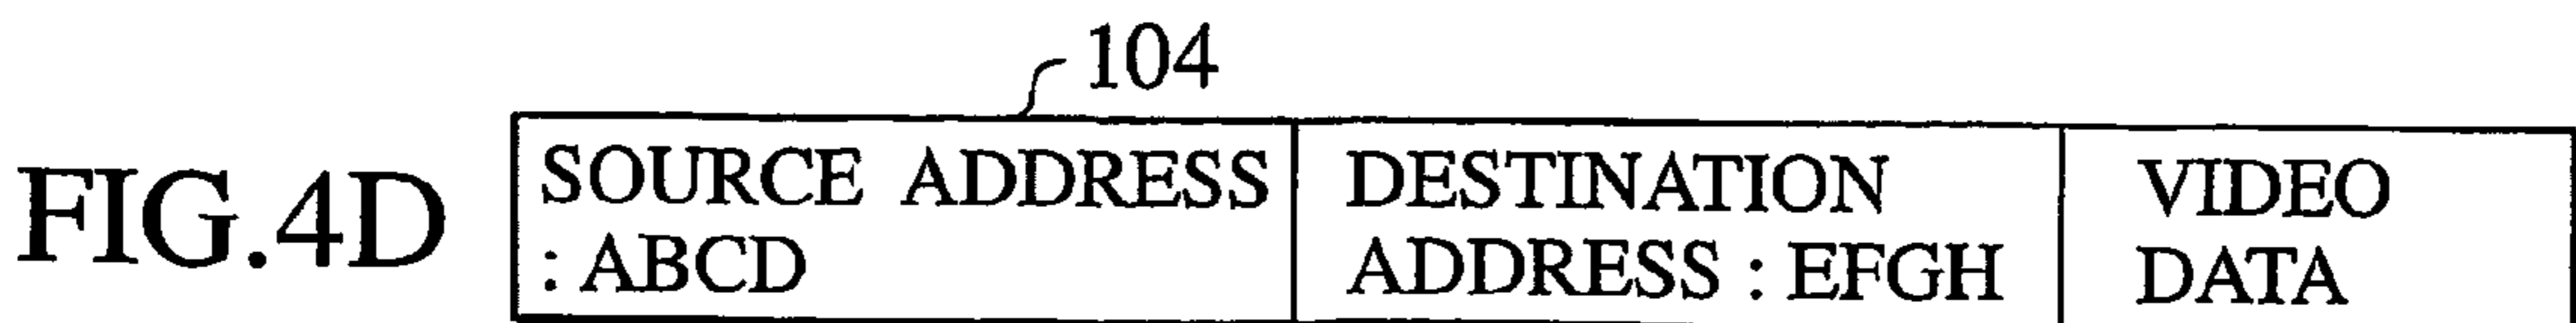 104
FIG.4D
SOURCE ADDRESS
: ABCD
DESTINATION
ADDRESS : EFGH
VIDEO
DATA